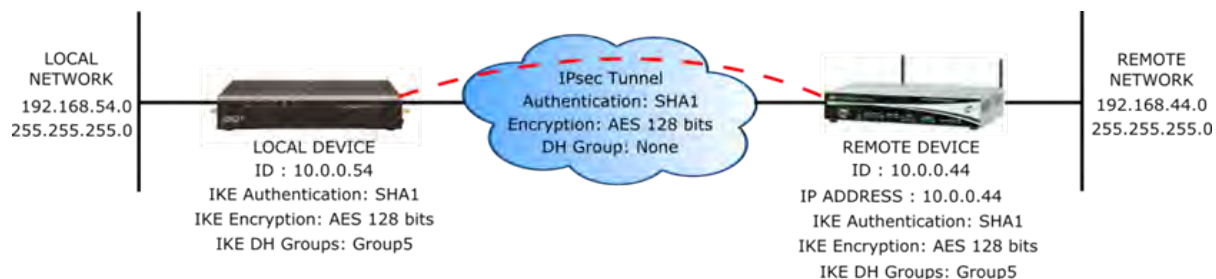 LOCAL
NETWORK
192.168.54.0
255.255.255.0
LOCAL DEVICE
ID : 10.0.0.54
IKE Authentication: SHA1
IKE Encryption: AES 128 bits
IKE DH Groups: Group5
IPsec Tunnel
Authentication: SHA1
Encryption: AES 128 bits
DH Group: None
REMOTE DEVICE
ID : 10.0.0.44
IP ADDRESS : 10.0.0.44
IKE Authentication: SHA1
IKE Encryption: AES 128 bits
IKE DH Groups: Group5
REMOTE
NETWORK
192.168.44.0
255.255.255.0